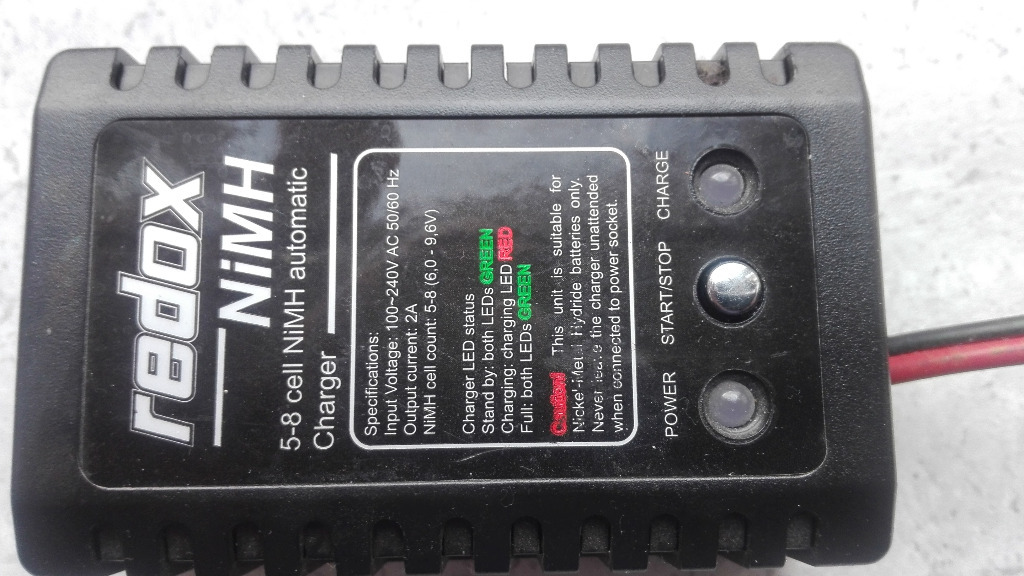 redox
NiMH
5-8 cell NiMH automatic
Charger
Specifications:
Input Voltage: 100~240V AC 50/60 Hz
Output current: 2A
NiMH cell count: 5-8 (6,0 - 9,6V)
Charger LED status
Stand by: both LEDs GREEN
Charging: charging LED RED
Full: both LEDs GREEN
Caution! This unit is suitable for
Nickel-Metal Hydride batteries only.
Never leave the charger unattended
when connected to power socket.
POWER START/STOP CHARGE